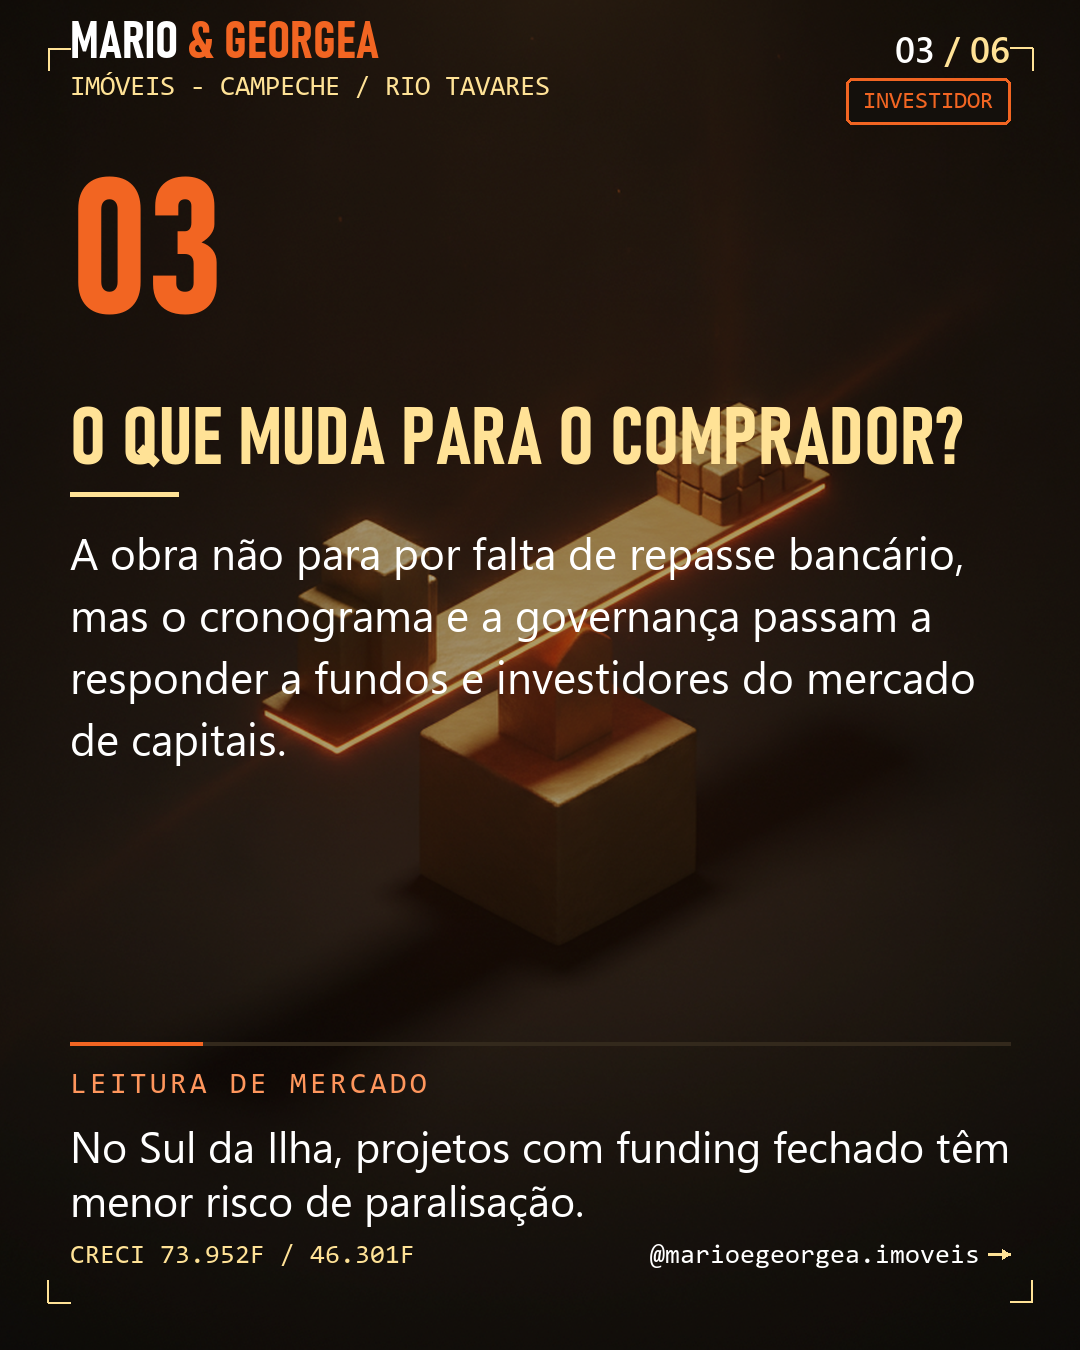 MARIO & GEORGEA
IMÓVEIS - CAMPECHE / RIO TAVARES
03 / 06
INVESTIDOR
03
O QUE MUDA PARA O COMPRADOR?
A obra não para por falta de repasse bancário,
mas o cronograma e a governança passam a
responder a fundos e investidores do mercado
de capitais.
LEITURA DE MERCADO
No Sul da Ilha, projetos com funding fechado têm
menor risco de paralisação.
CRECI 73.952F / 46.301F
@marioegeorgea.imoveis